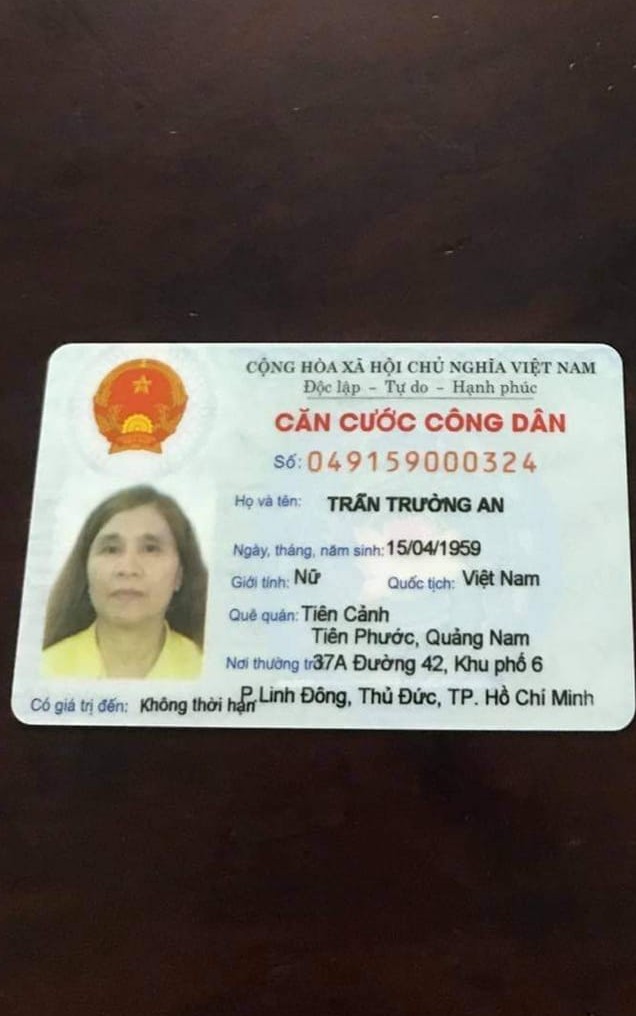 CỘNG HÒA XÃ HỘI CHỦ NGHĨA VIỆT NAM
Độc lập - Tự do - Hạnh phúc
CĂN CƯỚC CÔNG DÂN
Số: 049159000324
Họ và tên: TRẦN TRƯỜNG AN
Ngày, tháng, năm sinh: 15/04/1959
Giới tính: Nữ Quốc tịch: Việt Nam
Quê quán: Tiên Cảnh
Tiên Phước, Quảng Nam
Nơi thường tr 37A Đường 42, Khu phố 6
P. Linh Đông, Thủ Đức, TP. Hồ Chí Minh
Có giá trị đến: Không thời hạn